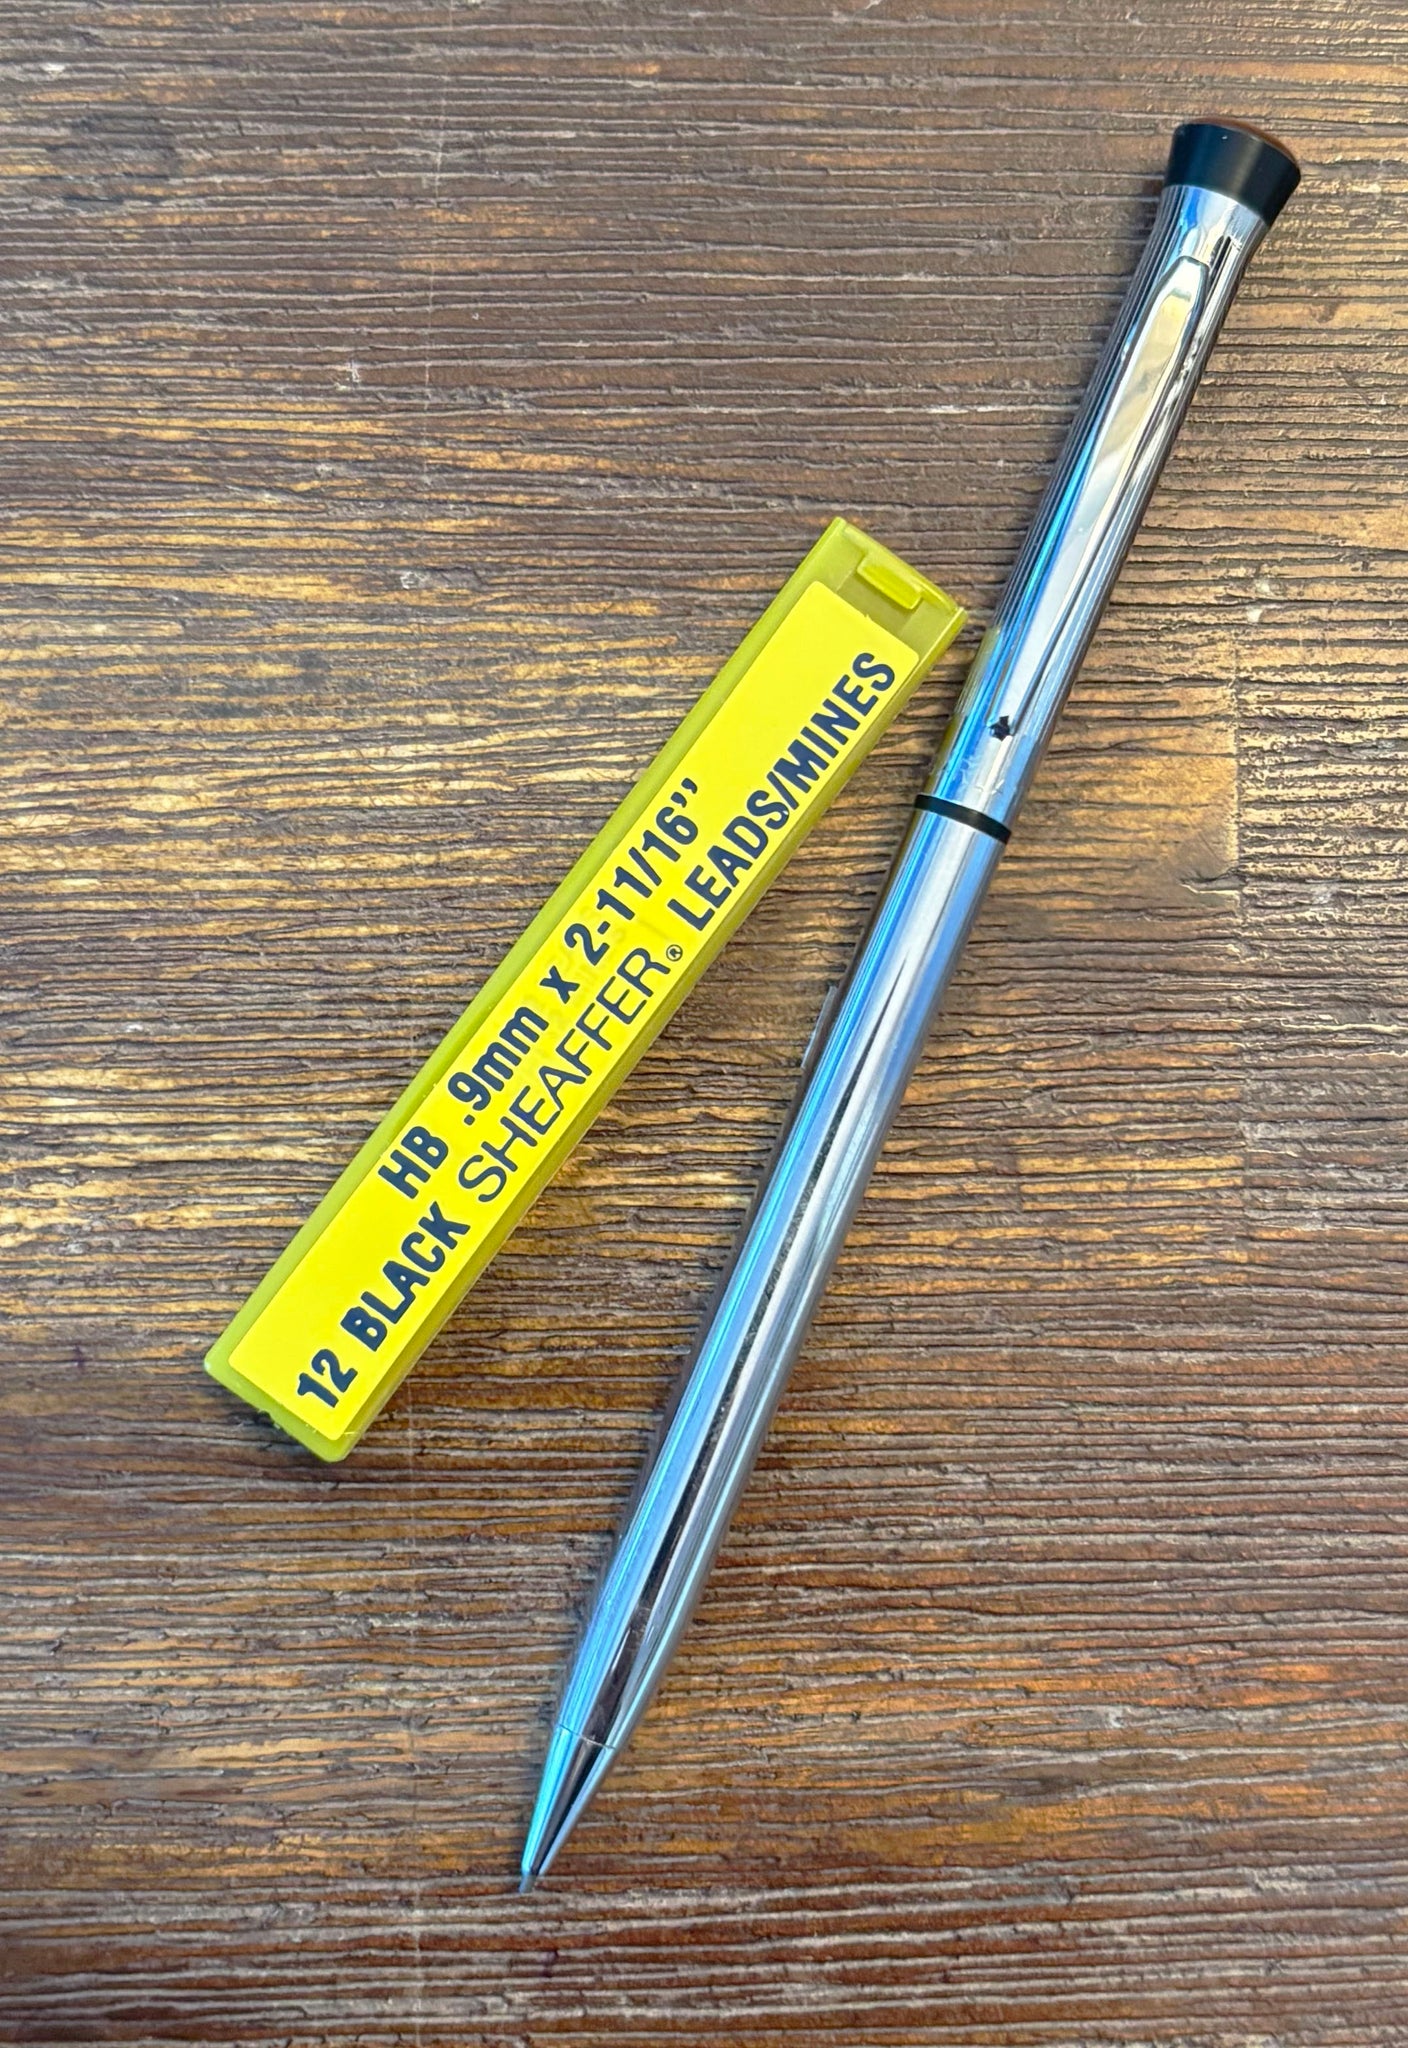 HB .9mm x 2-11/16”
12 BLACK SHEAFFER® LEADS/MINES